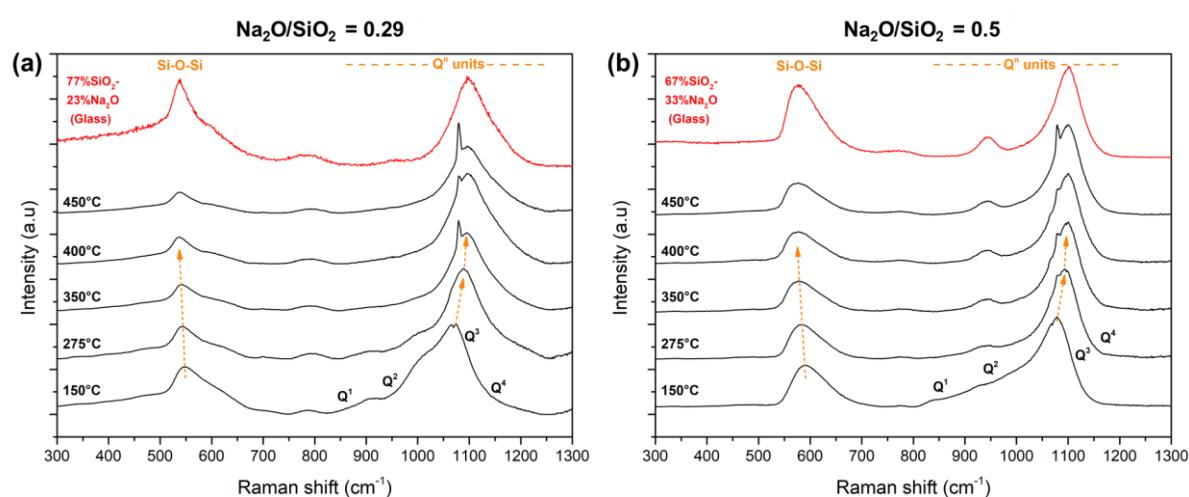 Na₂O/SiO₂ = 0.29
(a)
77%SiO₂-
23%Na₂O
(Glass)
Si-O-Si
Qⁿ units
450°C
400°C
350°C
275°C
150°C
Q¹
Q²
Q³
Q⁴
Intensity (a.u)
300 400 500 600 700 800 900 1000 1100 1200 1300
Raman shift (cm⁻¹)
Na₂O/SiO₂ = 0.5
(b)
67%SiO₂-
33%Na₂O
(Glass)
Si-O-Si
Qⁿ units
450°C
400°C
350°C
275°C
150°C
Q¹
Q²
Q³
Q⁴
Intensity (a.u)
300 400 500 600 700 800 900 1000 1100 1200 1300
Raman shift (cm⁻¹)